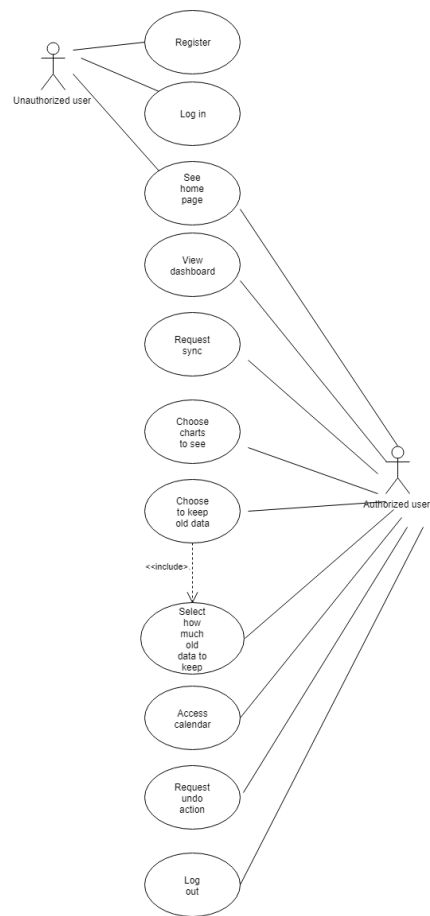 Register
Unauthorized user
Log in
See
home
page
View
dashboard
Request
sync
Choose
charts
to see
Choose
to keep
old data
Authorized user
<<include>
Select
how
much
old
data to
keep
Access
calendar
Request
undo
action
Log
out